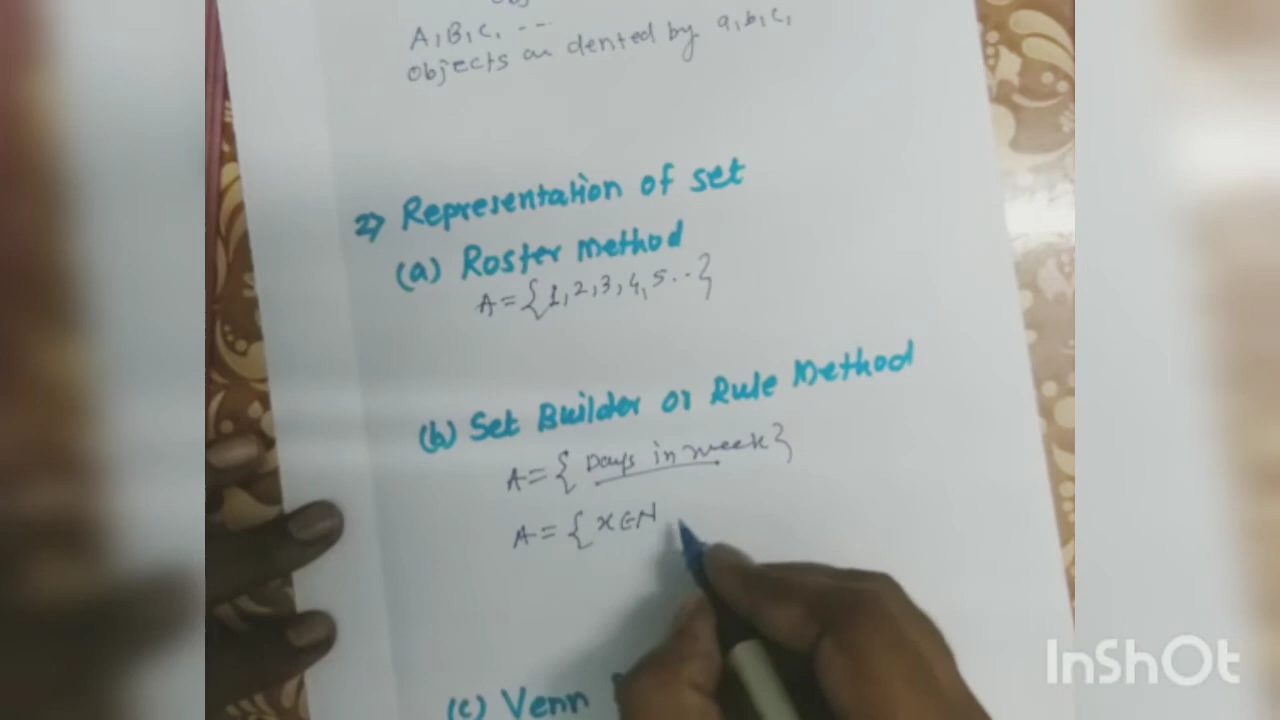 A, B, C, ---
Objects are dented by a, b, c,
2) Representation of set
(a) Roster method
A = {1, 2, 3, 4, 5..}
(b) Set Builder or Rule Method
A = { Days in week}
A = { x∈N
(c) Venn
InShOt